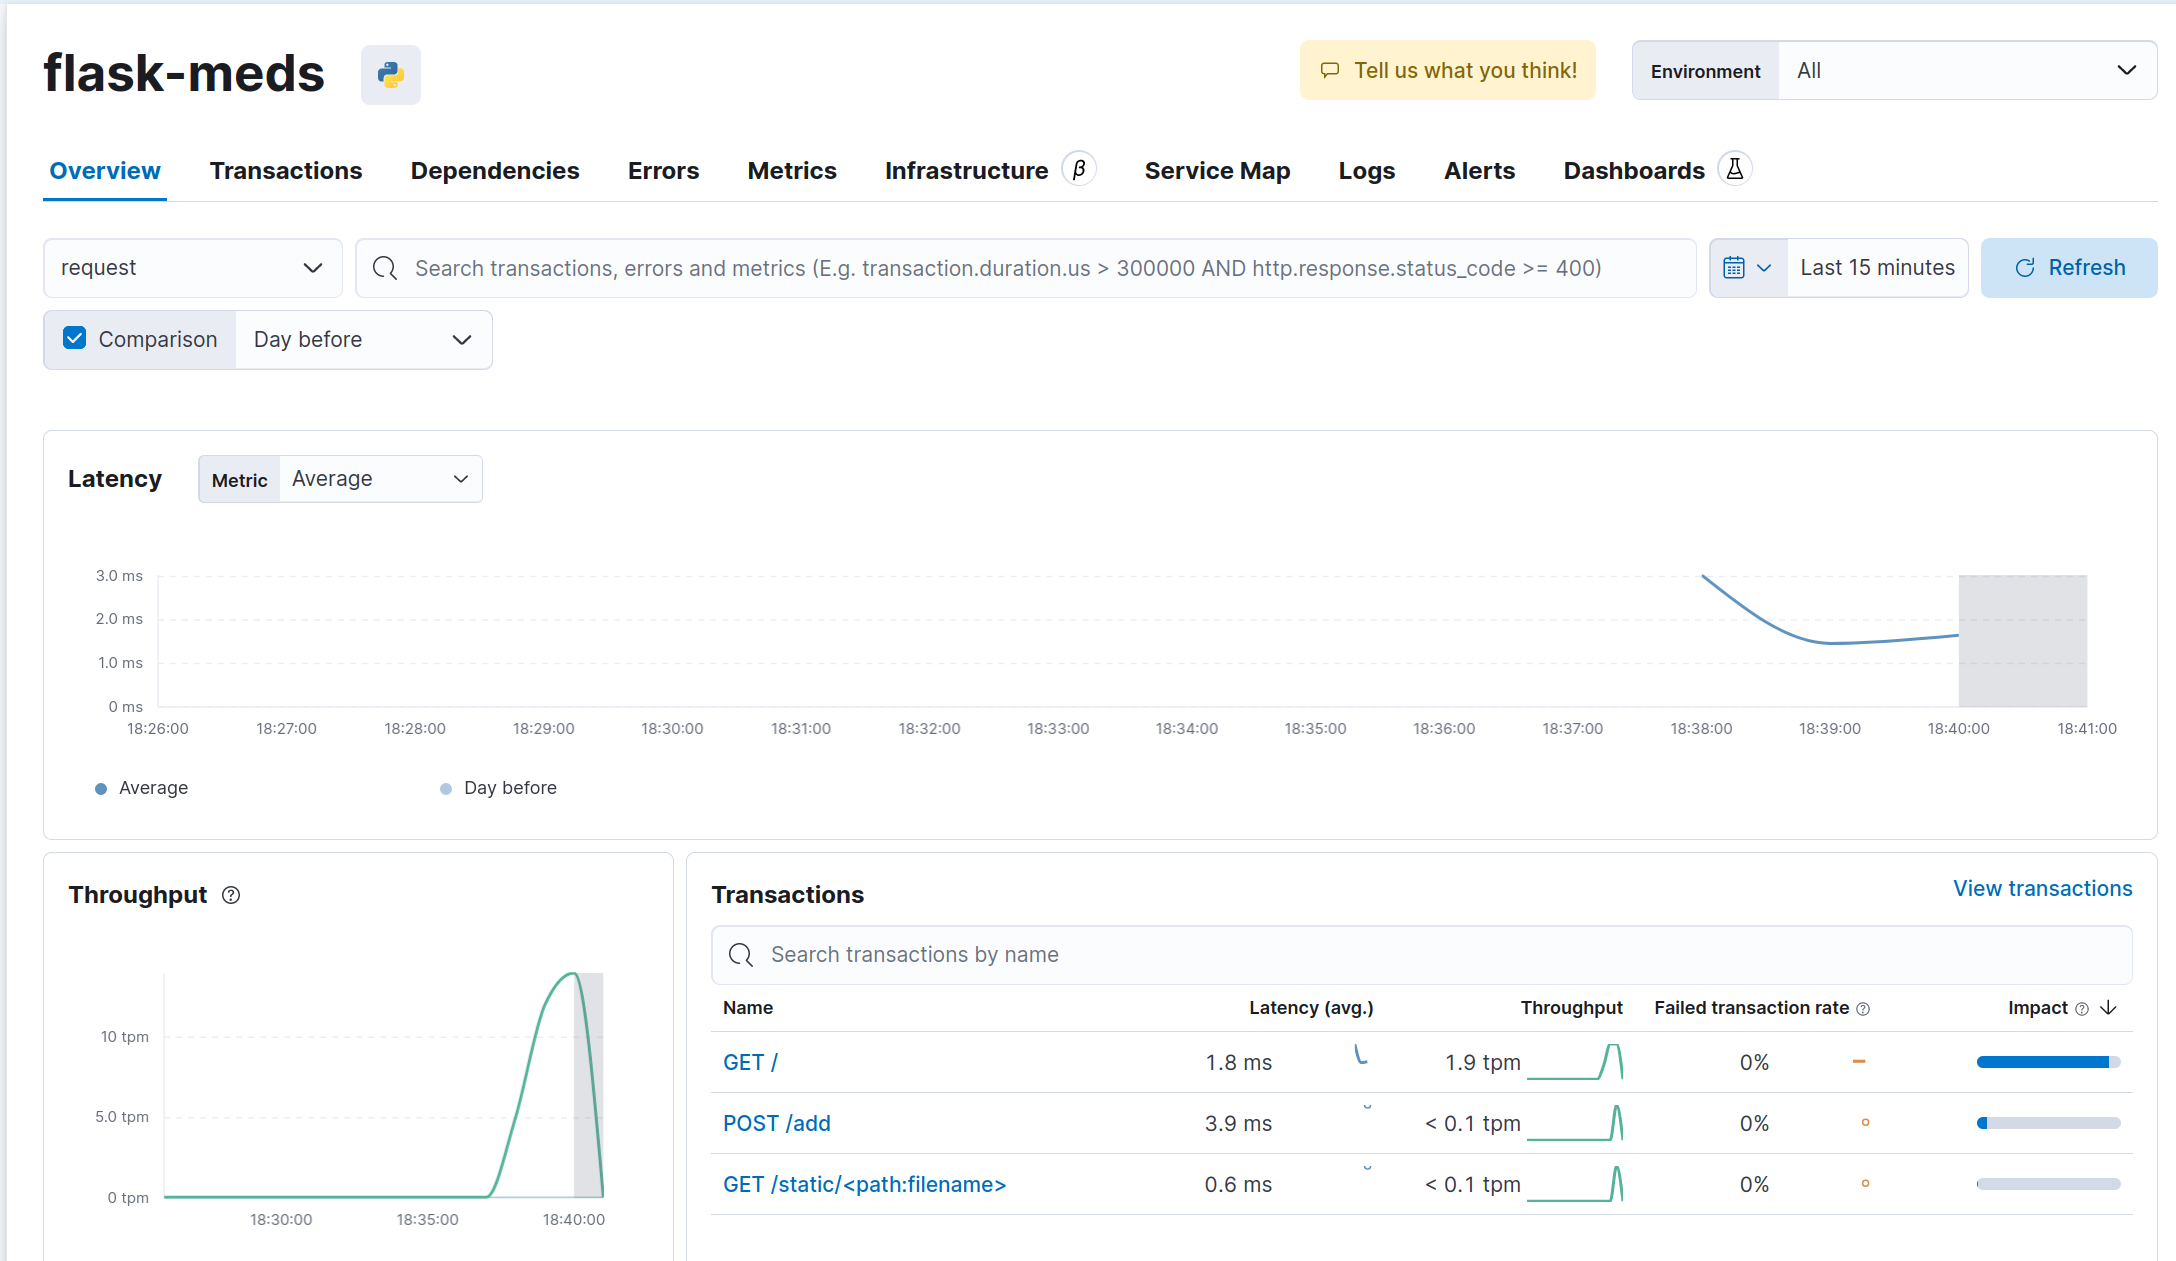 flask-meds
Tell us what you think!
Environment All
Overview Transactions Dependencies Errors Metrics Infrastructure β Service Map Logs Alerts Dashboards
request Search transactions, errors and metrics (E.g. transaction.duration.us > 300000 AND http.response.status_code >= 400) Last 15 minutes Refresh
Comparison Day before
Latency Metric Average
3.0 ms
2.0 ms
1.0 ms
0 ms
18:26:00 18:27:00 18:28:00 18:29:00 18:30:00 18:31:00 18:32:00 18:33:00 18:34:00 18:35:00 18:36:00 18:37:00 18:38:00 18:39:00 18:40:00 18:41:00
Average Day before
Throughput ?
10 tpm
5.0 tpm
0 tpm
18:30:00 18:35:00 18:40:00
Transactions View transactions
Search transactions by name
Name Latency (avg.) Throughput Failed transaction rate ? Impact ?
GET / 1.8 ms 1.9 tpm 0%
POST /add 3.9 ms < 0.1 tpm 0%
GET /static/<path:filename> 0.6 ms < 0.1 tpm 0%